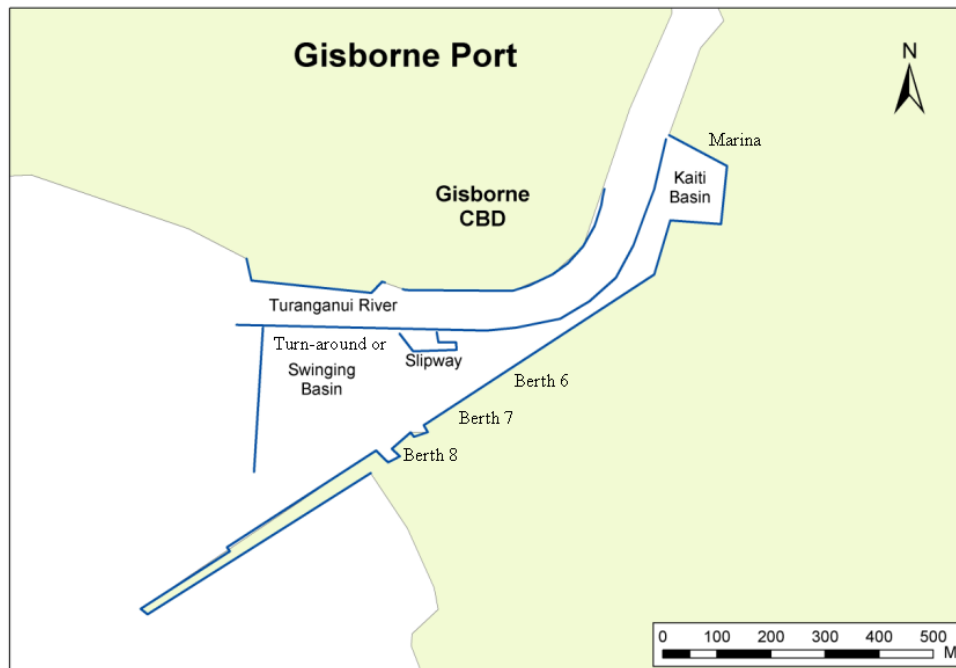 Gisborne Port
N
Marina
Kaiti
Basin
Gisborne
CBD
Turanganui River
Turn-around or
Swinging
Basin
Slipway
Berth 6
Berth 7
Berth 8
0 100 200 300 400 500
M